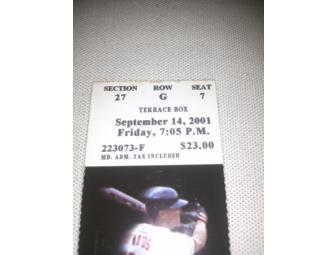 SECTION ROW SEAT
27 G 7
TERRACE BOX
September 14, 2001
Friday, 7:05 P.M.
223073-F $23.00
MD. ADM. TAX INCLUDED